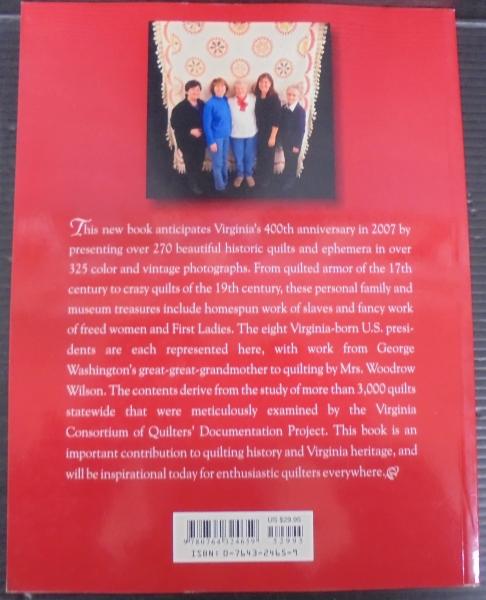 This new book anticipates Virginia's 400th anniversary in 2007 by
presenting over 270 beautiful historic quilts and ephemera in over
325 color and vintage photographs. From quilted armor of the 17th
century to crazy quilts of the 19th century, these personal family and
museum treasures include homespun work of slaves and fancy work
of freed women and First Ladies. The eight Virginia-born U.S. presi-
dents are each represented here, with work from George
Washington's great-great-grandmother to quilting by Mrs. Woodrow
Wilson. The contents derive from the study of more than 3,000 quilts
statewide that were meticulously examined by the Virginia
Consortium of Quilters' Documentation Project. This book is an
important contribution to quilting history and Virginia heritage, and
will be inspirational today for enthusiastic quilters everywhere.
US $29.95
9 780764 324659
52995
ISBN: 0-7643-2465-9